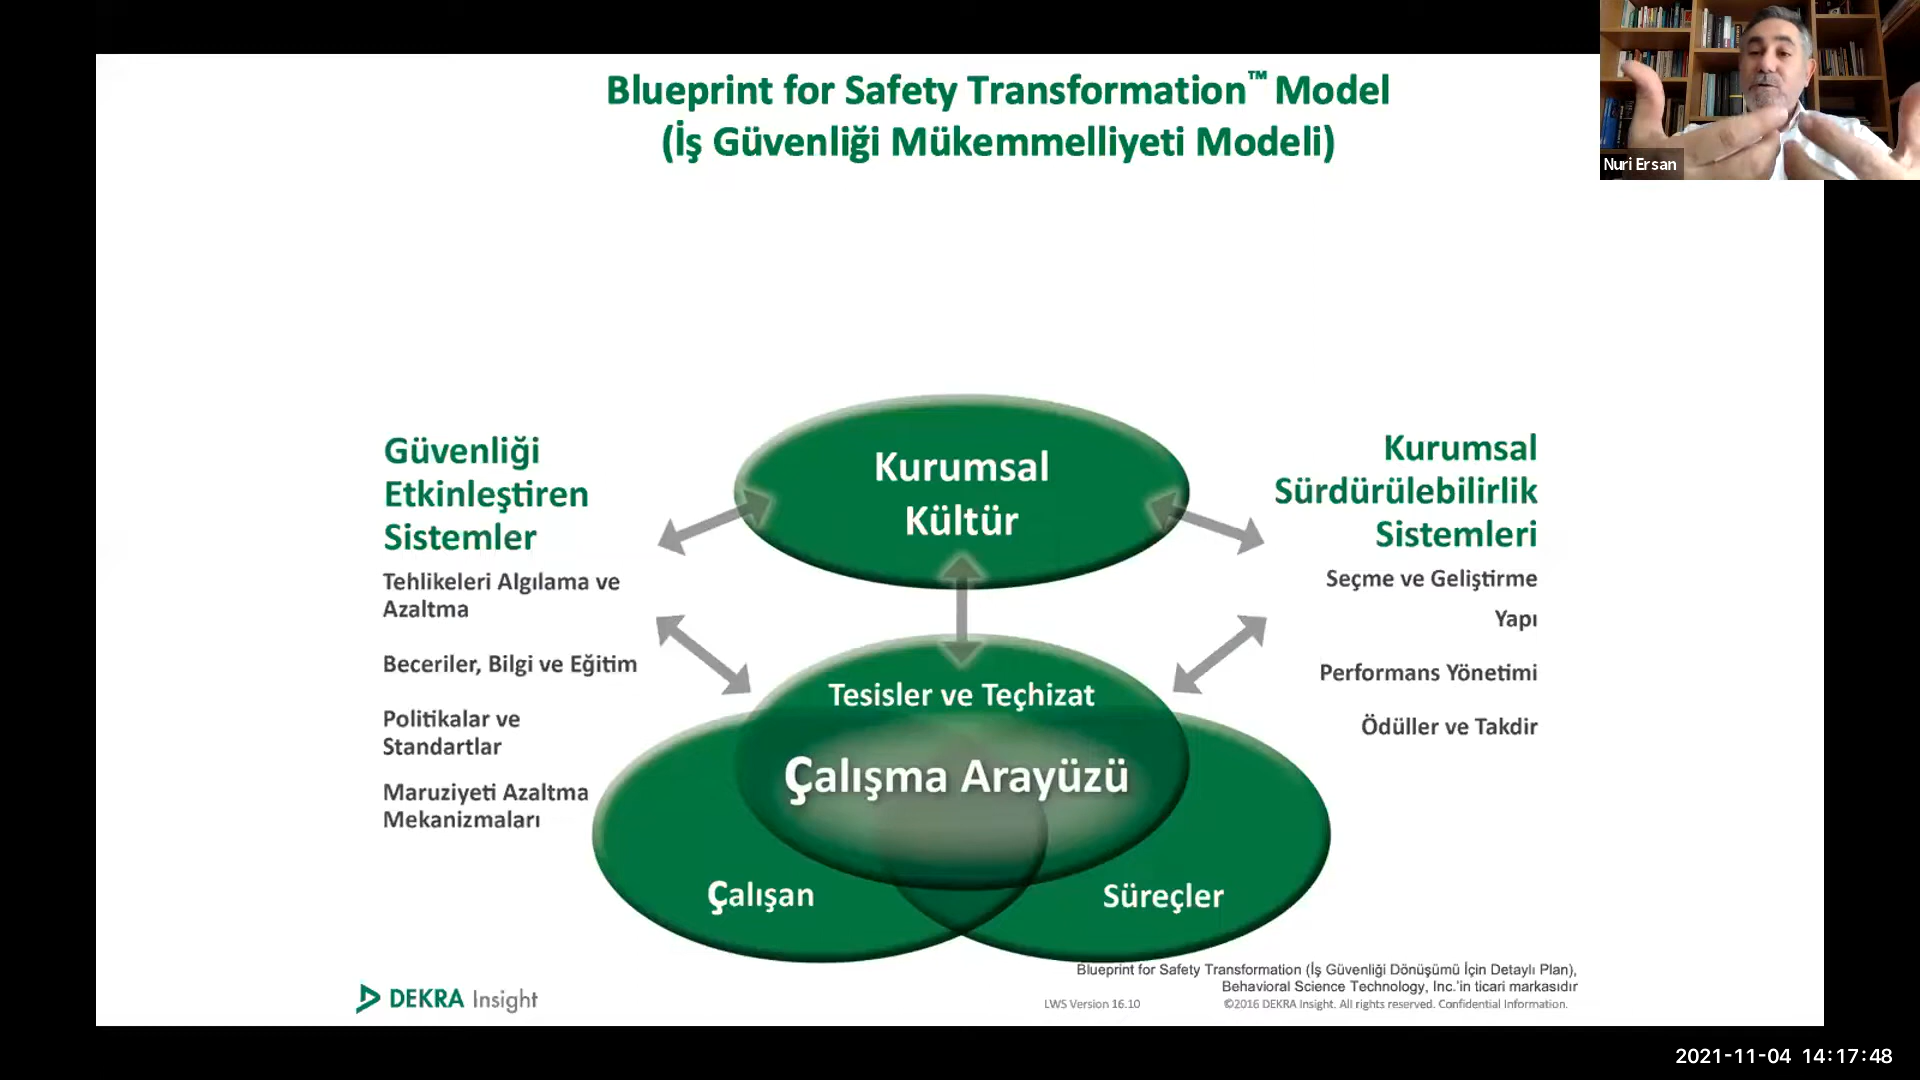 Blueprint for Safety Transformation™ Model
(İş Güvenliği Mükemmelliyeti Modeli)
Nuri Ersan
Güvenliği
Etkinleştiren
Sistemler
Tehlikeleri Algılama ve
Azaltma
Beceriler, Bilgi ve Eğitim
Politikalar ve
Standartlar
Maruziyeti Azaltma
Mekanizmaları
Kurumsal
Kültür
Tesisler ve Teçhizat
Çalışma Arayüzü
Çalışan
Süreçler
Kurumsal
Sürdürülebilirlik
Sistemleri
Seçme ve Geliştirme
Yapı
Performans Yönetimi
Ödüller ve Takdir
Blueprint for Safety Transformation (İş Güvenliği Dönüşümü İçin Detaylı Plan),
Behavioral Science Technology, Inc.'in ticari markasıdır
DEKRA Insight
LWS Version 16.10
©2016 DEKRA Insight. All rights reserved. Confidential Information.
2021-11-04 14:17:48